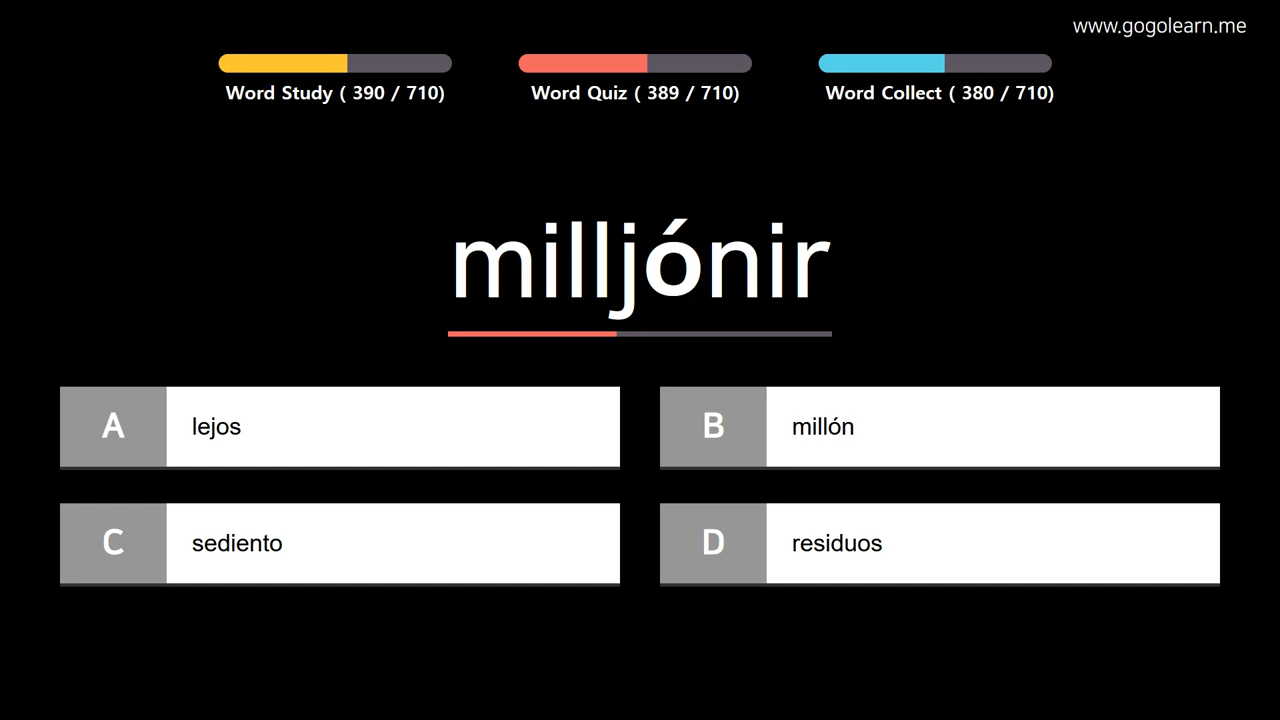 www.gogolearn.me
Word Study ( 390 / 710)
Word Quiz ( 389 / 710)
Word Collect ( 380 / 710)
milljónir
A lejos
B millón
C sediento
D residuos